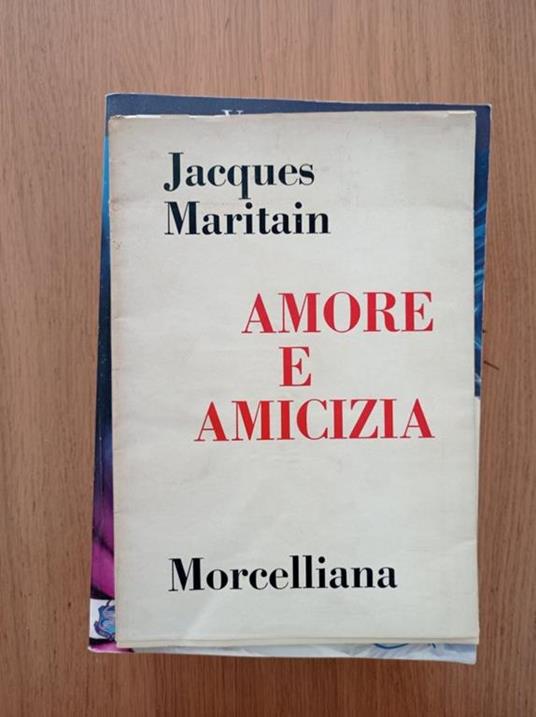 Jacques
Maritain
AMORE
E
AMICIZIA
Morcelliana